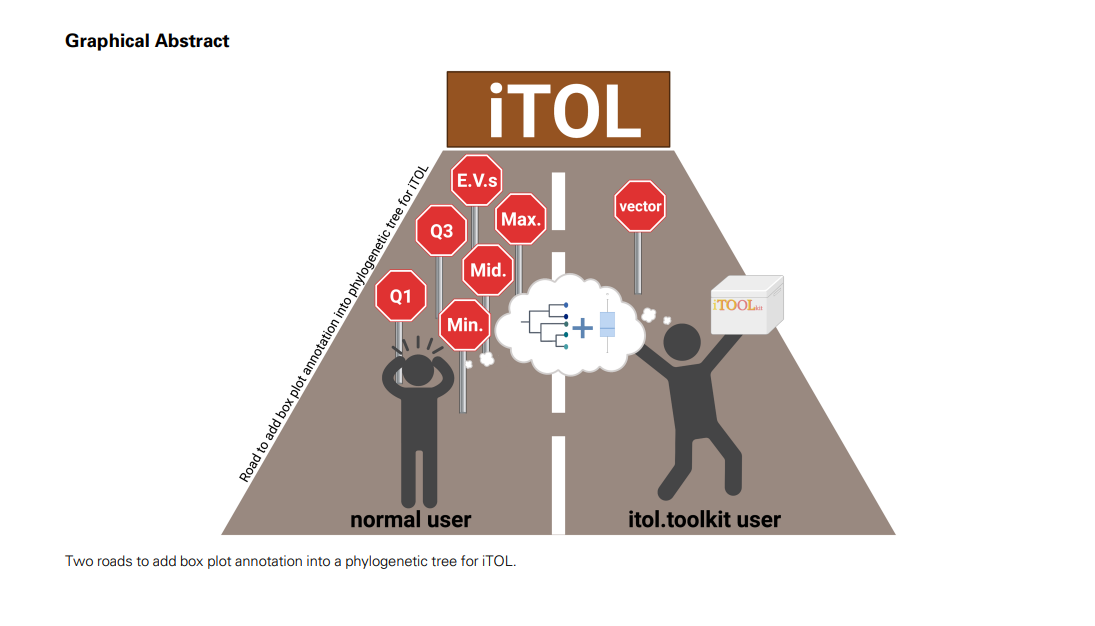 Graphical Abstract
iTOL
Road to add box plot annotation into phylogenetic tree for iTOL
E.V.s
Max.
Q3
Mid.
Q1
Min.
vector
iTOOLkit
normal user
itol.toolkit user
Two roads to add box plot annotation into a phylogenetic tree for iTOL.